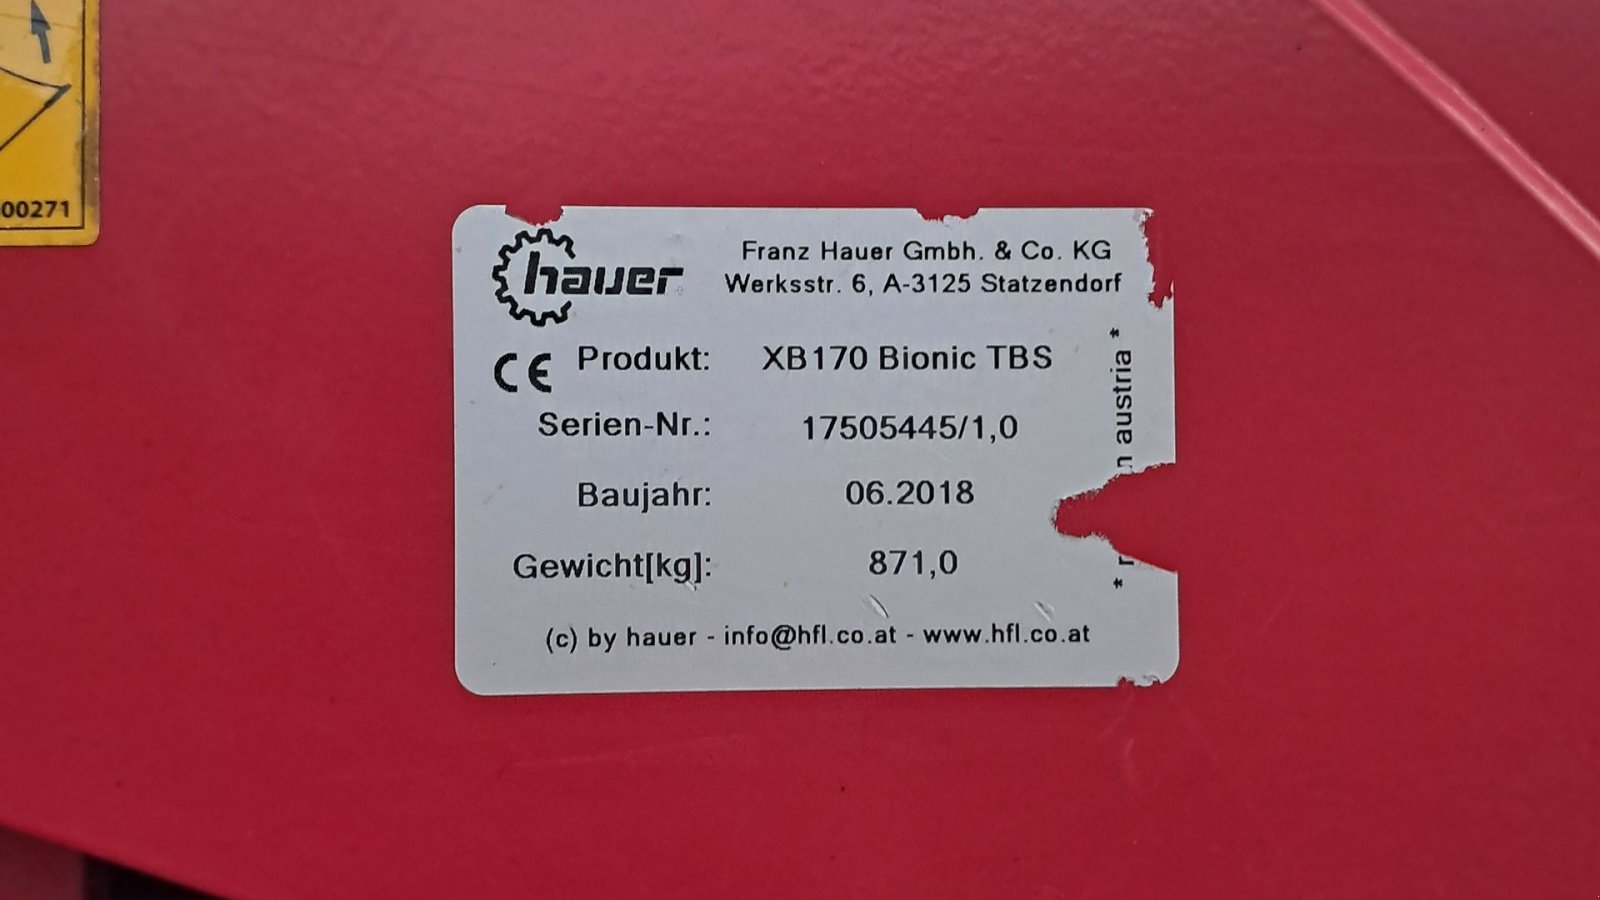 00271
hauer
Franz Hauer Gmbh. & Co. KG
Werksstr. 6, A-3125 Statzendorf
CE Produkt: XB170 Bionic TBS
Serien-Nr.: 17505445/1,0
Baujahr: 06.2018
Gewicht[kg]: 871,0
(c) by hauer - info@hfl.co.at - www.hfl.co.at
* austria *